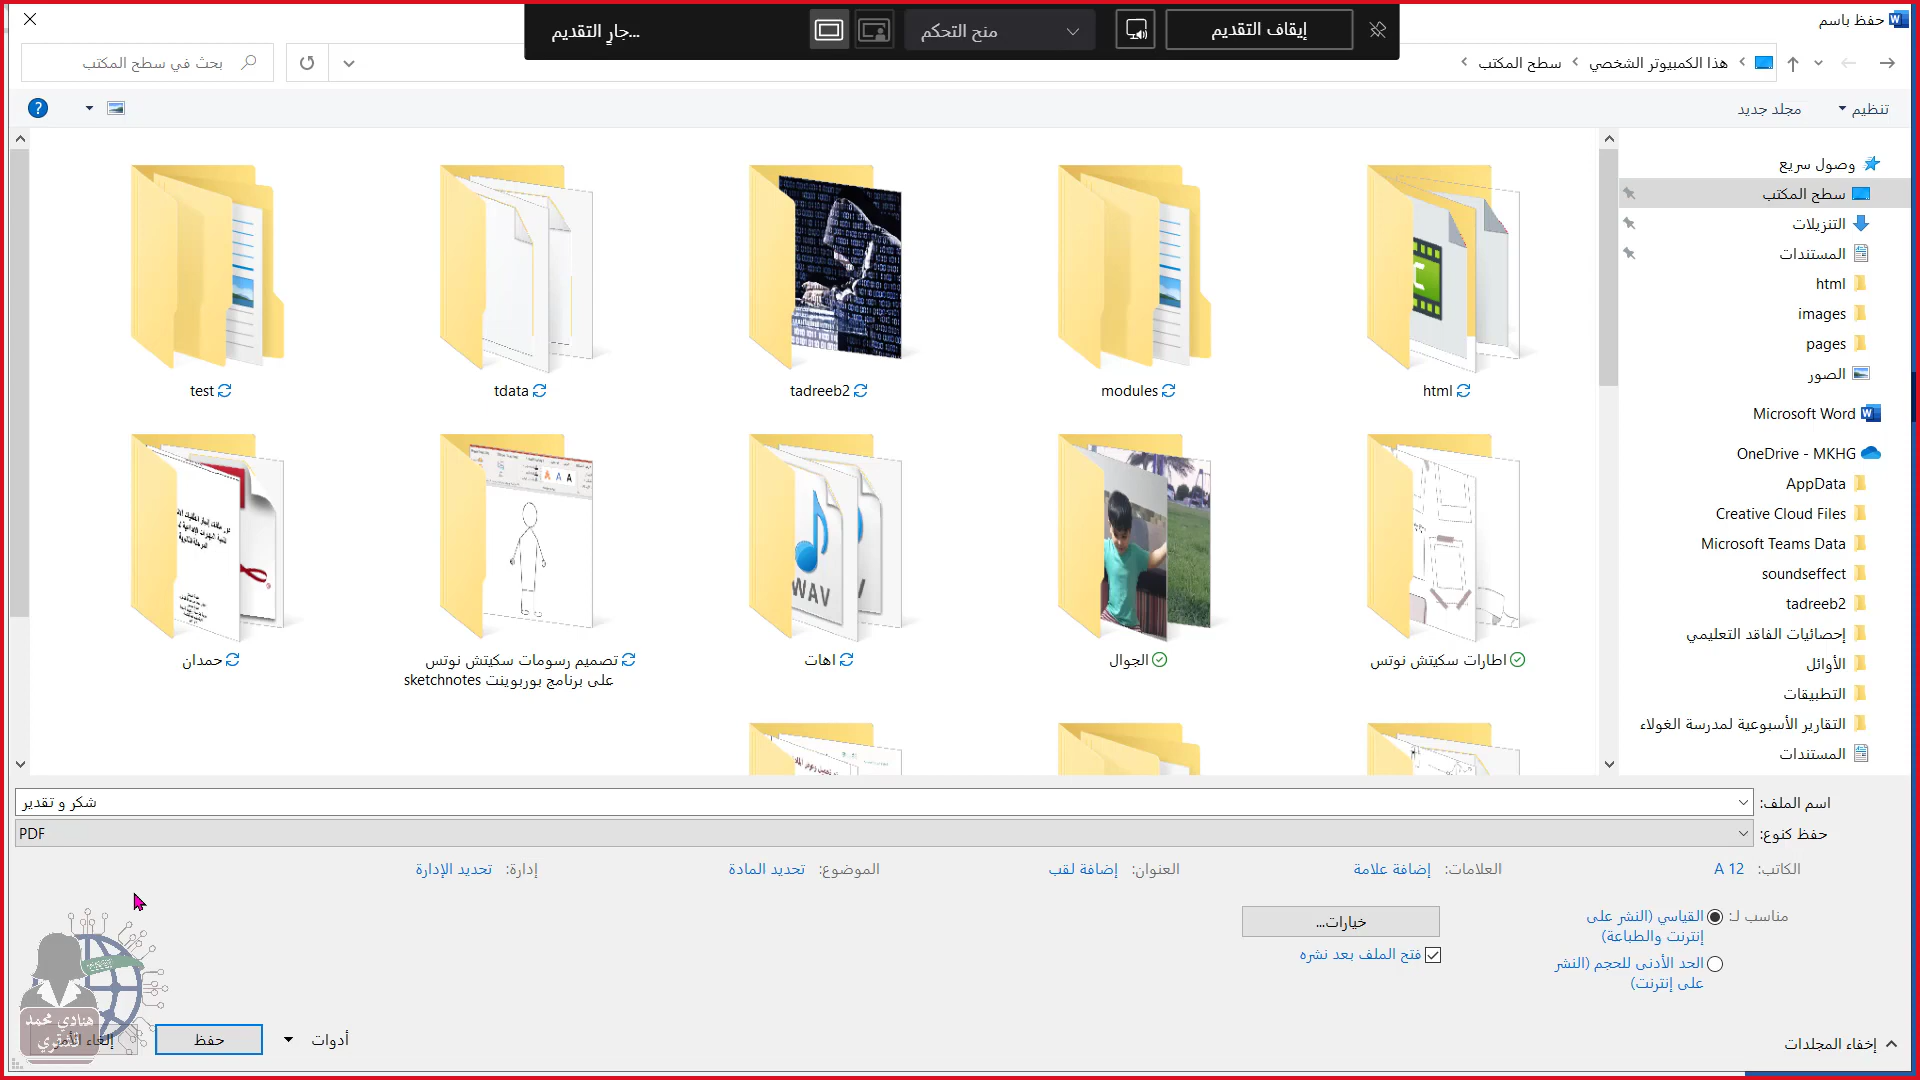 حفظ باسم
جارٍ التقديم...
منح التحكم
إيقاف التقديم
هذا الكمبيوتر الشخصي
سطح المكتب
بحث في سطح المكتب
تنظيم
مجلد جديد
وصول سريع
سطح المكتب
التنزيلات
المستندات
html
images
pages
الصور
Microsoft Word
OneDrive - MKHG
AppData
Creative Cloud Files
Microsoft Teams Data
soundseffect
tadreeb2
إحصائيات الفاقد التعليمي
الأوائل
التطبيقات
التقارير الأسبوعية لمدرسة الغولاء
المستندات
html
modules
tadreeb2
tdata
test
اطارات سكيتش نوتس
الجوال
اهات
تصميم رسومات سكيتش نوتس
على برنامج بوربوينت sketchnotes
حمدان
WAV
اسم الملف:
شكر و تقدير
حفظ كنوع:
PDF
الكاتب: A 12
العلامات: إضافة علامة
العنوان: إضافة لقب
الموضوع: تحديد المادة
إدارة: تحديد الإدارة
مناسب لـ:
القياسي (النشر على
إنترنت والطباعة)
الحد الأدنى للحجم (النشر
على إنترنت)
خيارات...
فتح الملف بعد نشره
إخفاء المجلدات
أدوات
حفظ
إلغاء الأمر
هنادي محمد